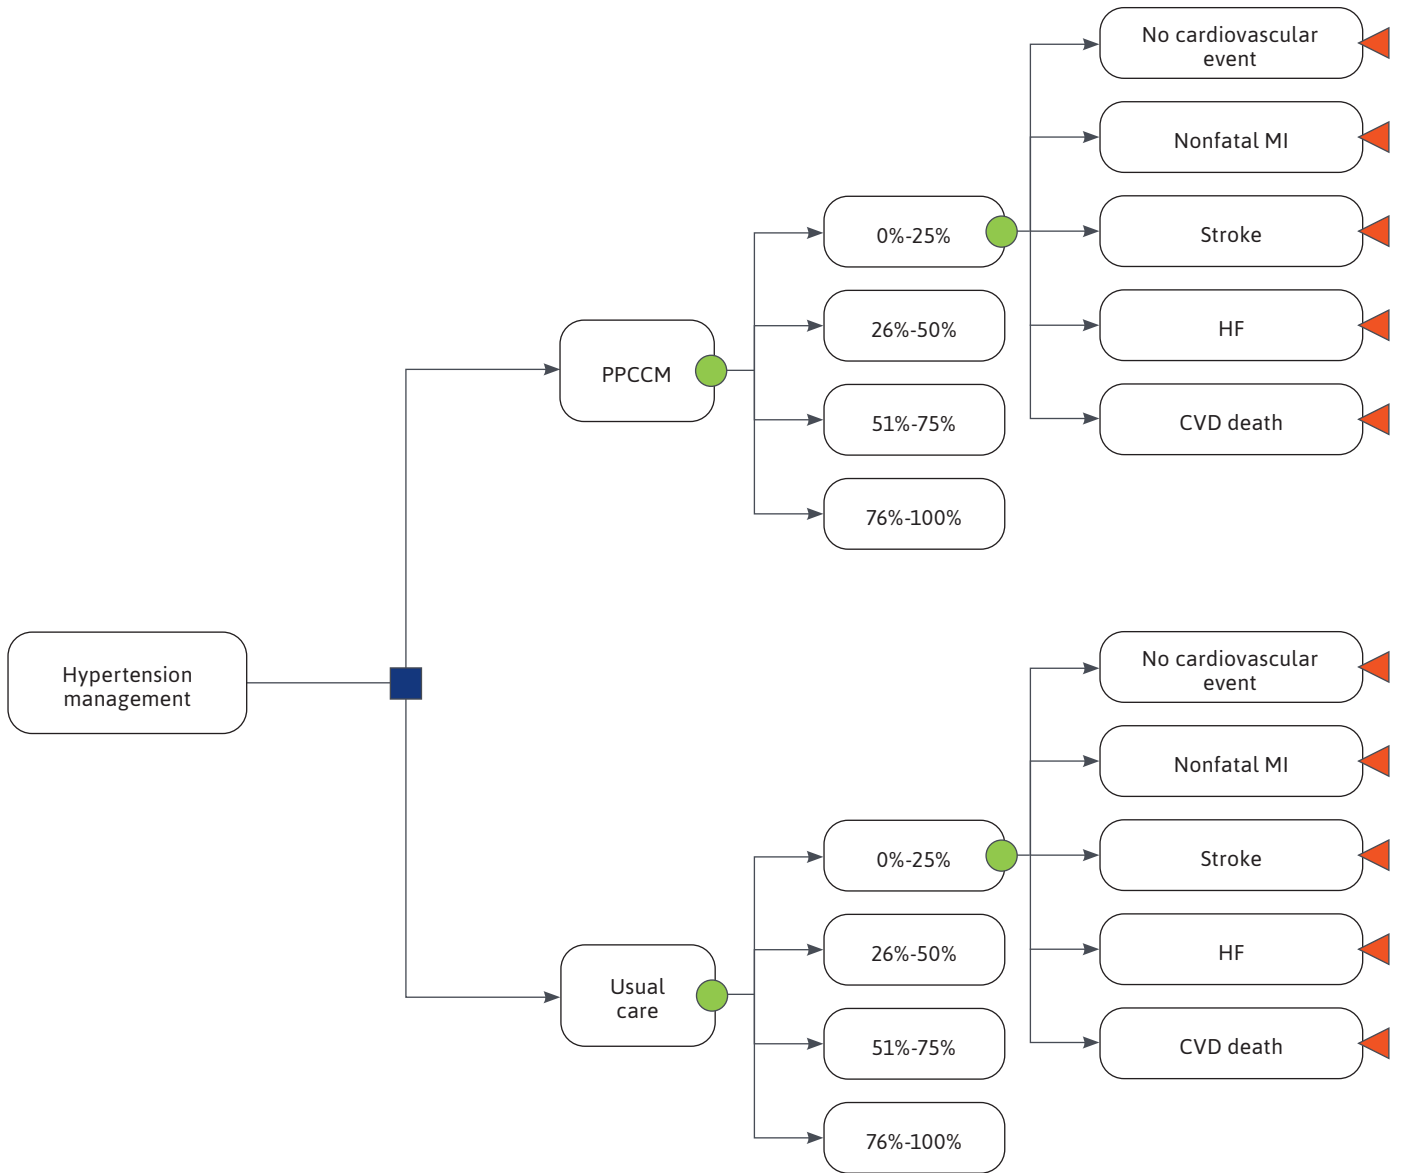 Hypertension
management
PPCCM
0%-25%
26%-50%
51%-75%
76%-100%
No cardiovascular
event
Nonfatal MI
Stroke
HF
CVD death
Usual
care
0%-25%
26%-50%
51%-75%
76%-100%
No cardiovascular
event
Nonfatal MI
Stroke
HF
CVD death